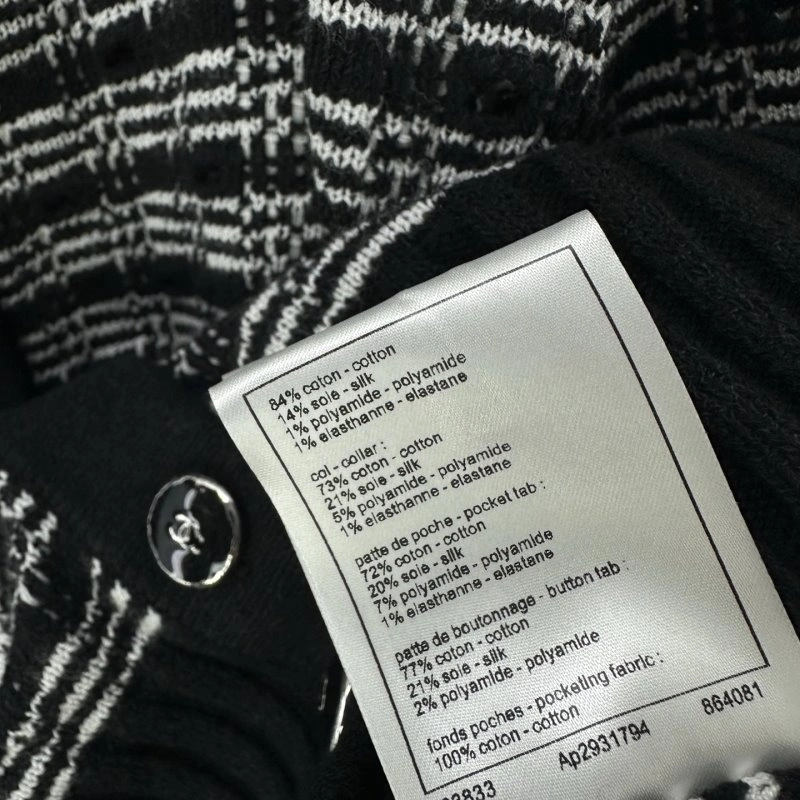 84% coton - cotton
14% soie - silk
1% polyamide - polyamide
1% elasthanne - elastane
col - collar :
73% coton - cotton
21% soie - silk
5% polyamide - polyamide
1% elasthanne - elastane
patte de poche - pocket tab :
72% coton - cotton
20% soie - silk
7% polyamide - polyamide
1% elasthanne - elastane
patte de boutonnage - button tab :
77% coton - cotton
21% soie - silk
2% polyamide - polyamide
fonds poches - pocketing fabric :
100% coton - cotton
Ap2931794 864081